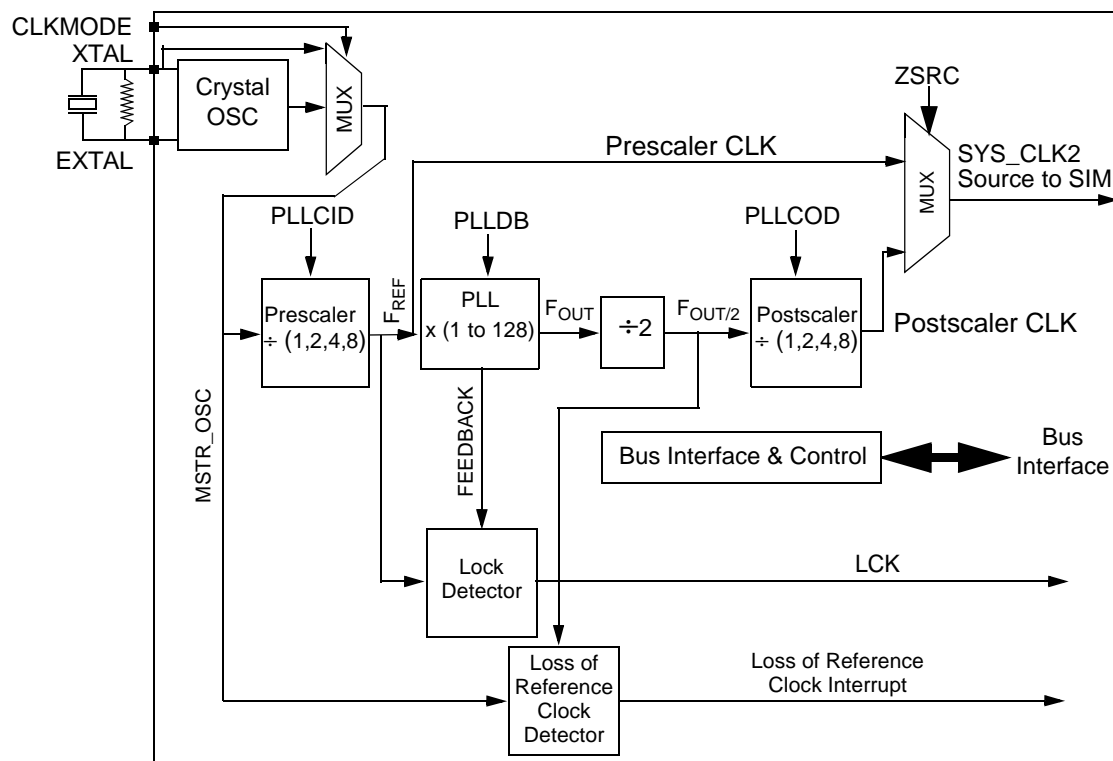 CLKMODE
XTAL
EXTAL
Crystal
OSC
MUX
ZSRC
Prescaler CLK
MUX
SYS_CLK2
Source to SIM
PLLCID
PLLDB
PLLCOD
Prescaler
÷ (1,2,4,8)
FREF
PLL
x (1 to 128)
FOUT
÷2
FOUT/2
Postscaler
÷ (1,2,4,8)
Postscaler CLK
MSTR_OSC
FEEDBACK
Bus Interface & Control
Bus
Interface
Lock
Detector
LCK
Loss of
Reference
Clock
Detector
Loss of Reference
Clock Interrupt